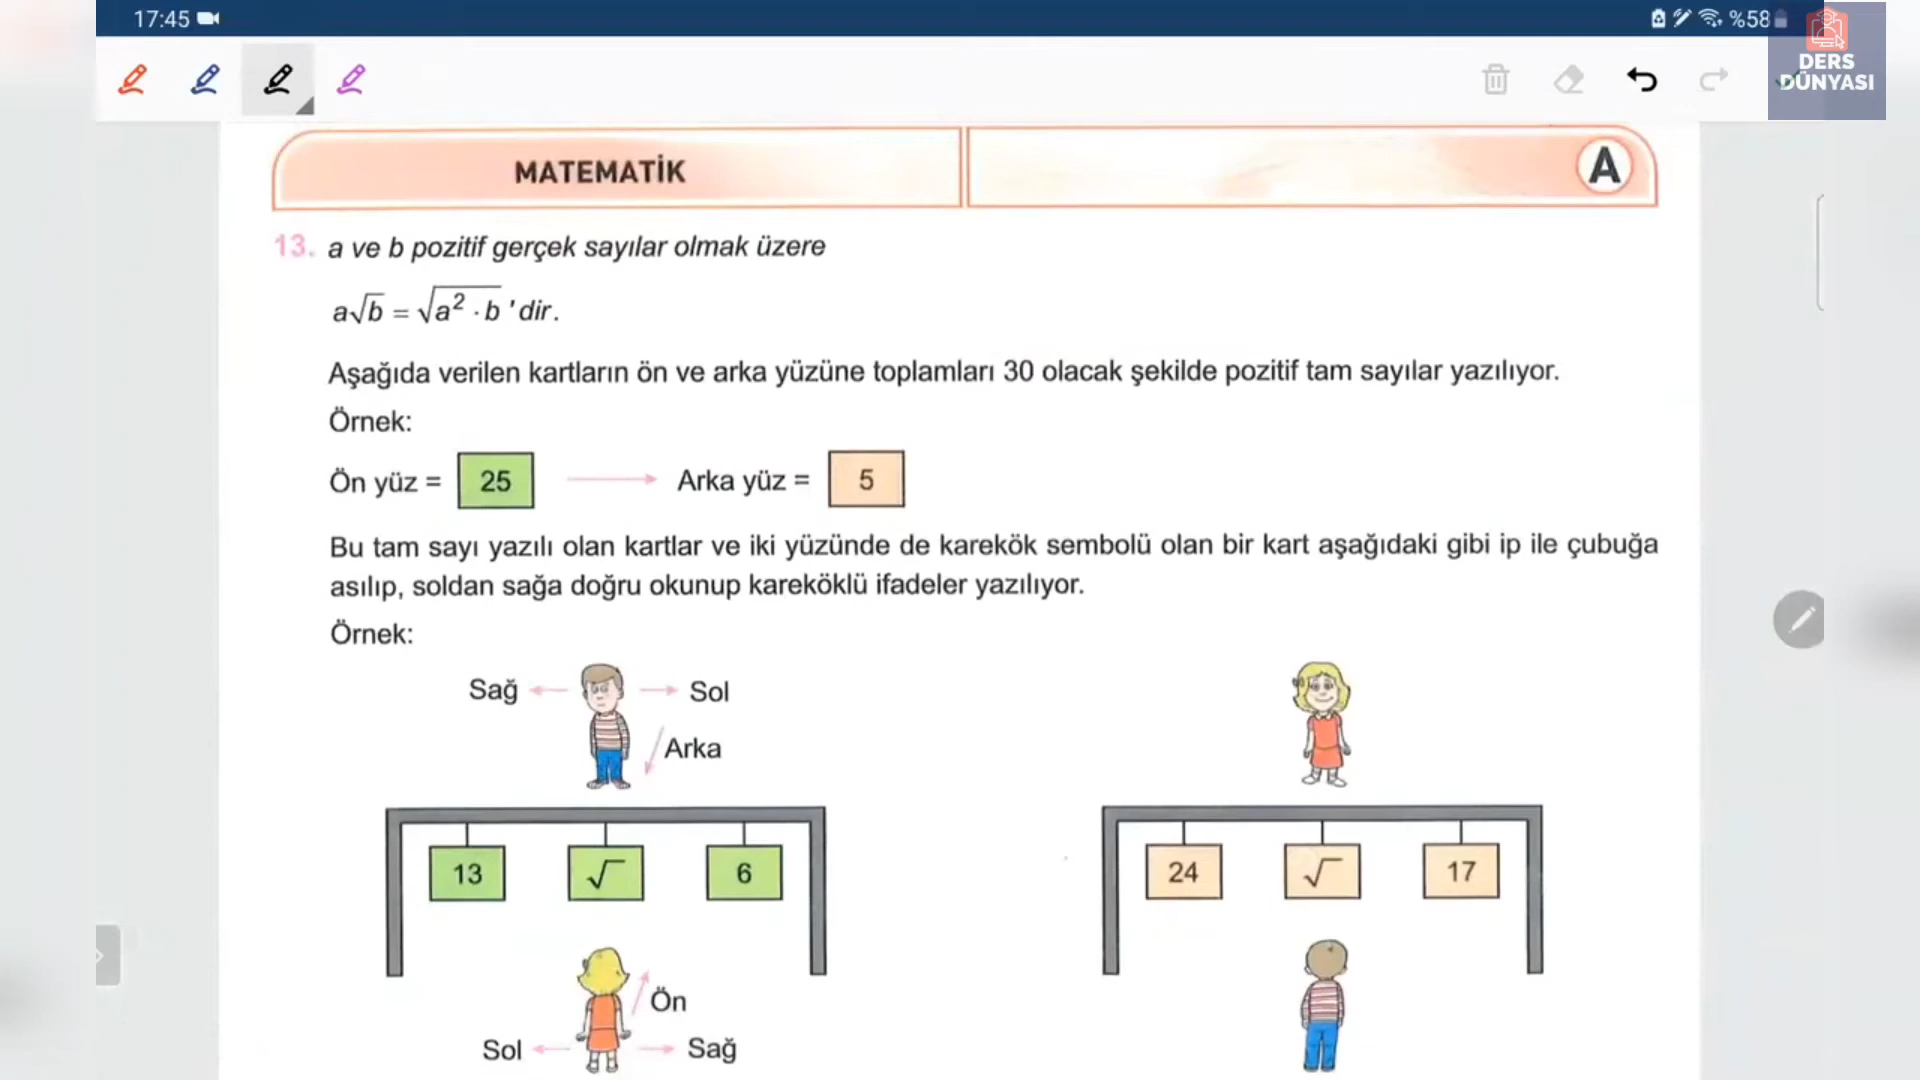 17:45
%58
DERS
DÜNYASI
MATEMATİK
A
13. a ve b pozitif gerçek sayılar olmak üzere
a√b = √a² · b 'dir.
Aşağıda verilen kartların ön ve arka yüzüne toplamları 30 olacak şekilde pozitif tam sayılar yazılıyor.
Örnek:
Ön yüz = 25 Arka yüz = 5
Bu tam sayı yazılı olan kartlar ve iki yüzünde de karekök sembolü olan bir kart aşağıdaki gibi ip ile çubuğa
asılıp, soldan sağa doğru okunup kareköklü ifadeler yazılıyor.
Örnek:
Sağ Sol
Arka
13 √ 6
24 √ 17
Ön
Sol Sağ